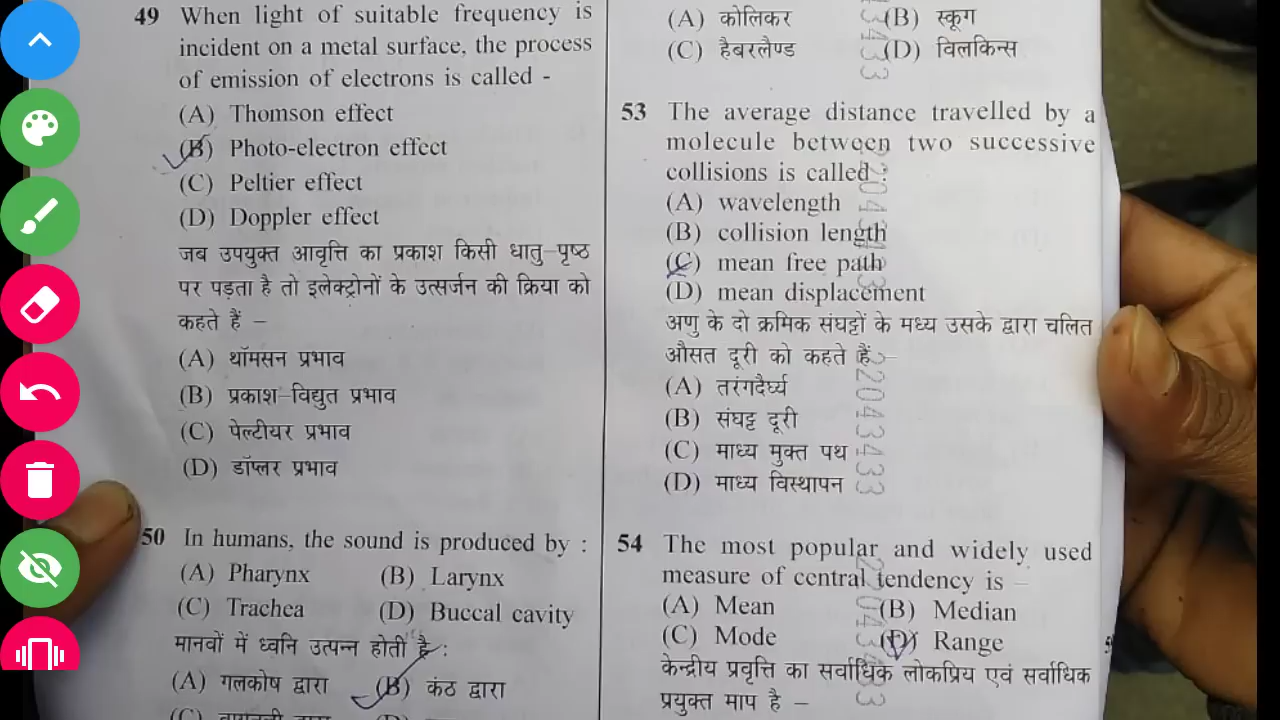 49 When light of suitable frequency is
incident on a metal surface, the process
of emission of electrons is called -
(A) Thomson effect
(B) Photo-electron effect
(C) Peltier effect
(D) Doppler effect
जब उपयुक्त आवृत्ति का प्रकाश किसी धातु-पृष्ठ
पर पड़ता है तो इलेक्ट्रोनों के उत्सर्जन की क्रिया को
कहते हैं –
(A) थॉमसन प्रभाव
(B) प्रकाश-विद्युत प्रभाव
(C) पेल्टीयर प्रभाव
(D) डॉप्लर प्रभाव
50 In humans, the sound is produced by :
(A) Pharynx (B) Larynx
(C) Trachea (D) Buccal cavity
मानवों में ध्वनि उत्पन्न होती है :
(A) गलकोष द्वारा (B) कंठ द्वारा
(A) कोलिकर (B) स्कूग
(C) हैबरलैण्ड (D) विलकिन्स
53 The average distance travelled by a
molecule between two successive
collisions is called :
(A) wavelength
(B) collision length
(C) mean free path
(D) mean displacement
अणु के दो क्रमिक संघट्टों के मध्य उसके द्वारा चलित
औसत दूरी को कहते हैं –
(A) तरंगदैर्ध्य
(B) संघट्ट दूरी
(C) माध्य मुक्त पथ
(D) माध्य विस्थापन
54 The most popular and widely used
measure of central tendency is –
(A) Mean (B) Median
(C) Mode (D) Range
केन्द्रीय प्रवृत्ति का सर्वाधिक लोकप्रिय एवं सर्वाधिक
प्रयुक्त माप है –
22043433